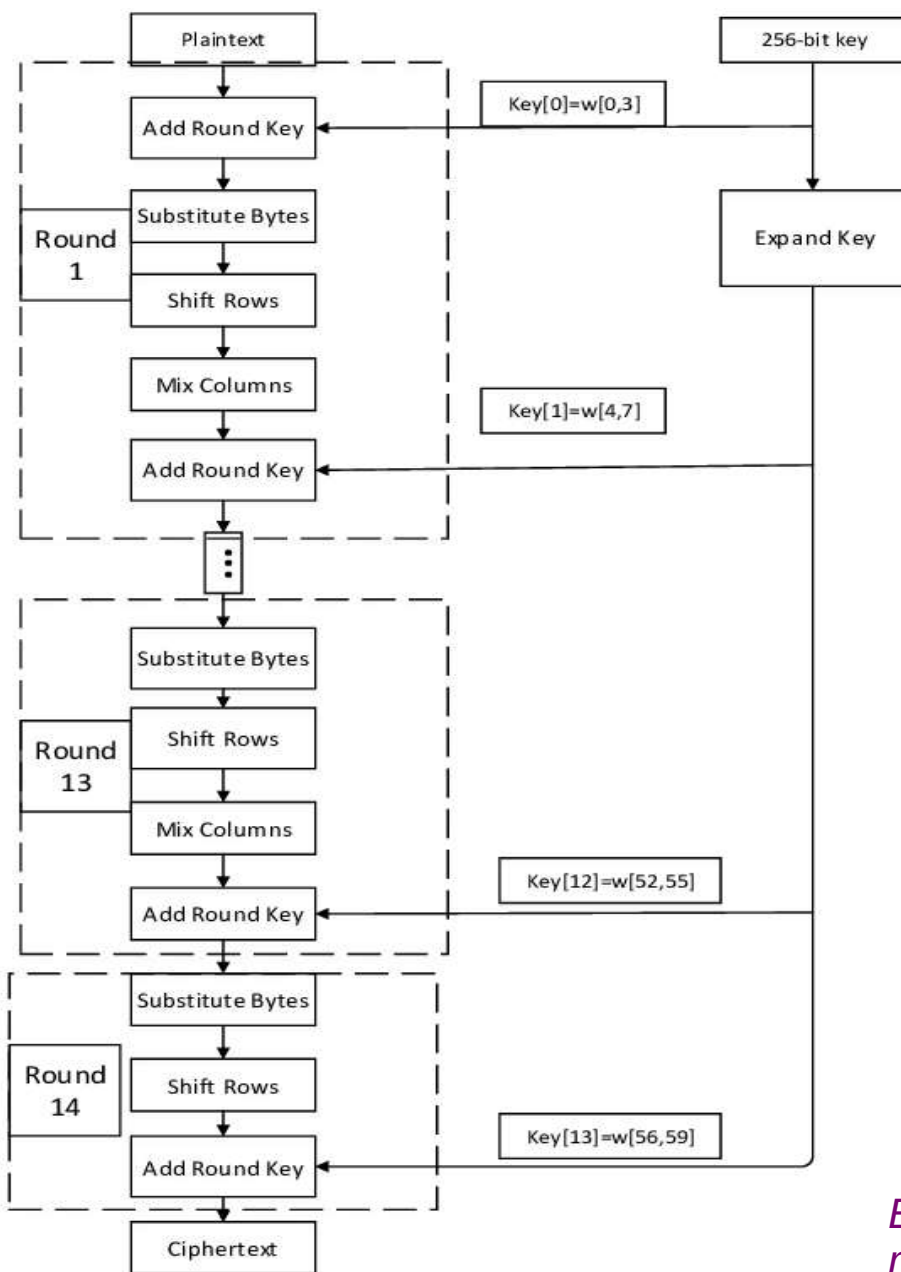 Plaintext
256-bit key
Key[0]=w[0,3]
Add Round Key
Substitute Bytes
Round
1
Expand Key
Shift Rows
Mix Columns
Key[1]=w[4,7]
Add Round Key
Substitute Bytes
Shift Rows
Round
13
Mix Columns
Key[12]=w[52,55]
Add Round Key
Substitute Bytes
Round
14
Shift Rows
Key[13]=w[56,59]
Add Round Key
Ciphertext